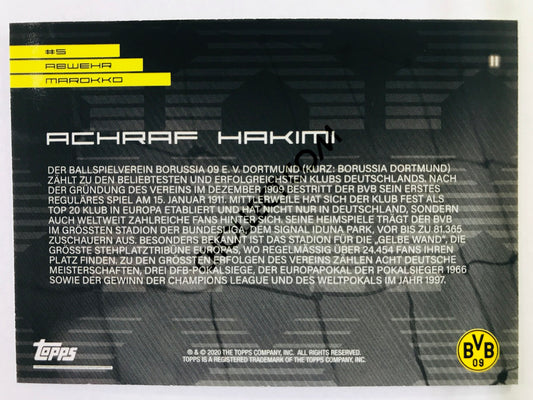 #5
ABWEHR
MAROKKO
ACHRAF HAKIMI
DER BALLSPIELVEREIN BORUSSIA 09 E. V. DORTMUND (KURZ: BORUSSIA DORTMUND)
ZÄHLT ZU DEN BELIEBTESTEN UND ERFOLGREICHSTEN KLUBS DEUTSCHLANDS. NACH
DER GRÜNDUNG DES VEREINS IM DEZEMBER 1909 BESTRITT DER BVB SEIN ERSTES
REGULÄRES SPIEL AM 15. JANUAR 1911. MITTLERWEILE HAT SICH DER KLUB FEST ALS
TOP 20 KLUB IN EUROPA ETABLIERT UND HAT NICHT NUR IN DEUTSCHLAND, SONDERN
AUCH WELTWEIT ZAHLREICHE FANS HINTER SICH. SEINE HEIMSPIELE TRÄGT DER BVB
IM GRÖSSTEN STADION DER BUNDESLIGA, DEM SIGNAL IDUNA PARK, VOR BIS ZU 81.365
ZUSCHAUERN AUS. BESONDERS BEKANNT IST DAS STADION FÜR DIE „GELBE WAND", DIE
GRÖSSTE STEHPLATZTRIBÜNE EUROPAS, WO REGELMÄSSIG ÜBER 24.454 FANS IHREN
PLATZ FINDEN. ZU DEN GRÖSSTEN ERFOLGEN DES VEREINS ZÄHLEN ACHT DEUTSCHE
MEISTERSCHAFTEN, DREI DFB-POKALSIEGE, DER EUROPAPOKAL DER POKALSIEGER 1966
SOWIE DER GEWINN DER CHAMPIONS LEAGUE UND DES WELTPOKALS IM JAHR 1997.
topps
® & © 2020 THE TOPPS COMPANY, INC. ALL RIGHTS RESERVED.
TOPPS IS A REGISTERED TRADEMARK OF THE TOPPS COMPANY, INC.
BVB
09